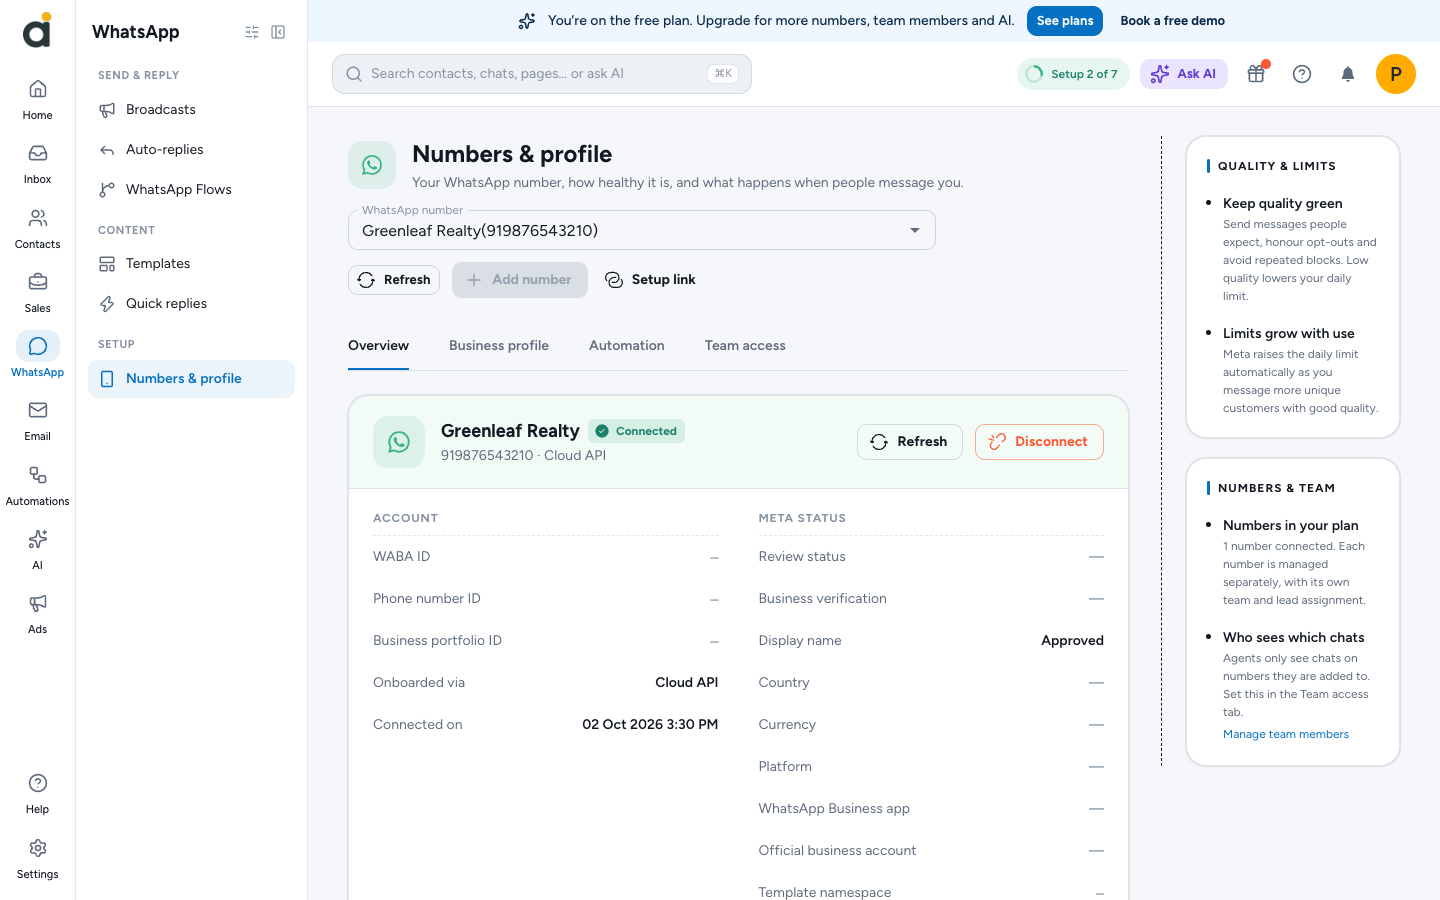 You're on the free plan. Upgrade for more numbers, team members and AI.
See plans
Book a free demo
Home
Inbox
Contacts
Sales
WhatsApp
Email
Automations
AI
Ads
Help
Settings
WhatsApp
SEND & REPLY
Broadcasts
Auto-replies
WhatsApp Flows
CONTENT
Templates
Quick replies
SETUP
Numbers & profile
Search contacts, chats, pages... or ask AI
⌘K
Setup 2 of 7
Ask AI
P
Numbers & profile
Your WhatsApp number, how healthy it is, and what happens when people message you.
WhatsApp number
Greenleaf Realty(919876543210)
Refresh
Add number
Setup link
Overview
Business profile
Automation
Team access
Greenleaf Realty
Connected
919876543210 · Cloud API
Refresh
Disconnect
ACCOUNT
WABA ID –
Phone number ID –
Business portfolio ID –
Onboarded via Cloud API
Connected on 02 Oct 2026 3:30 PM
META STATUS
Review status —
Business verification —
Display name Approved
Country —
Currency —
Platform —
WhatsApp Business app —
Official business account —
Template namespace –
QUALITY & LIMITS
Keep quality green
Send messages people
expect, honour opt-outs and
avoid repeated blocks. Low
quality lowers your daily
limit.
Limits grow with use
Meta raises the daily limit
automatically as you
message more unique
customers with good quality.
NUMBERS & TEAM
Numbers in your plan
1 number connected. Each
number is managed
separately, with its own
team and lead assignment.
Who sees which chats
Agents only see chats on
numbers they are added to.
Set this in the Team access
tab.
Manage team members